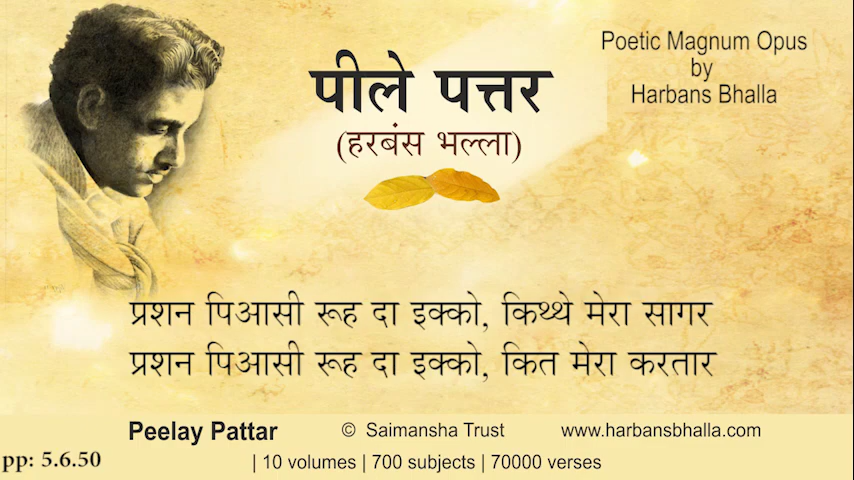 Poetic Magnum Opus
by
Harbans Bhalla
पीले पत्तर
(हरबंस भल्ला)
प्रशन पिआसी रूह दा इक्को, किथ्थे मेरा सागर
प्रशन पिआसी रूह दा इक्को, कित मेरा करतार
Peelay Pattar © Saimansha Trust www.harbansbhalla.com
pp: 5.6.50 | 10 volumes | 700 subjects | 70000 verses